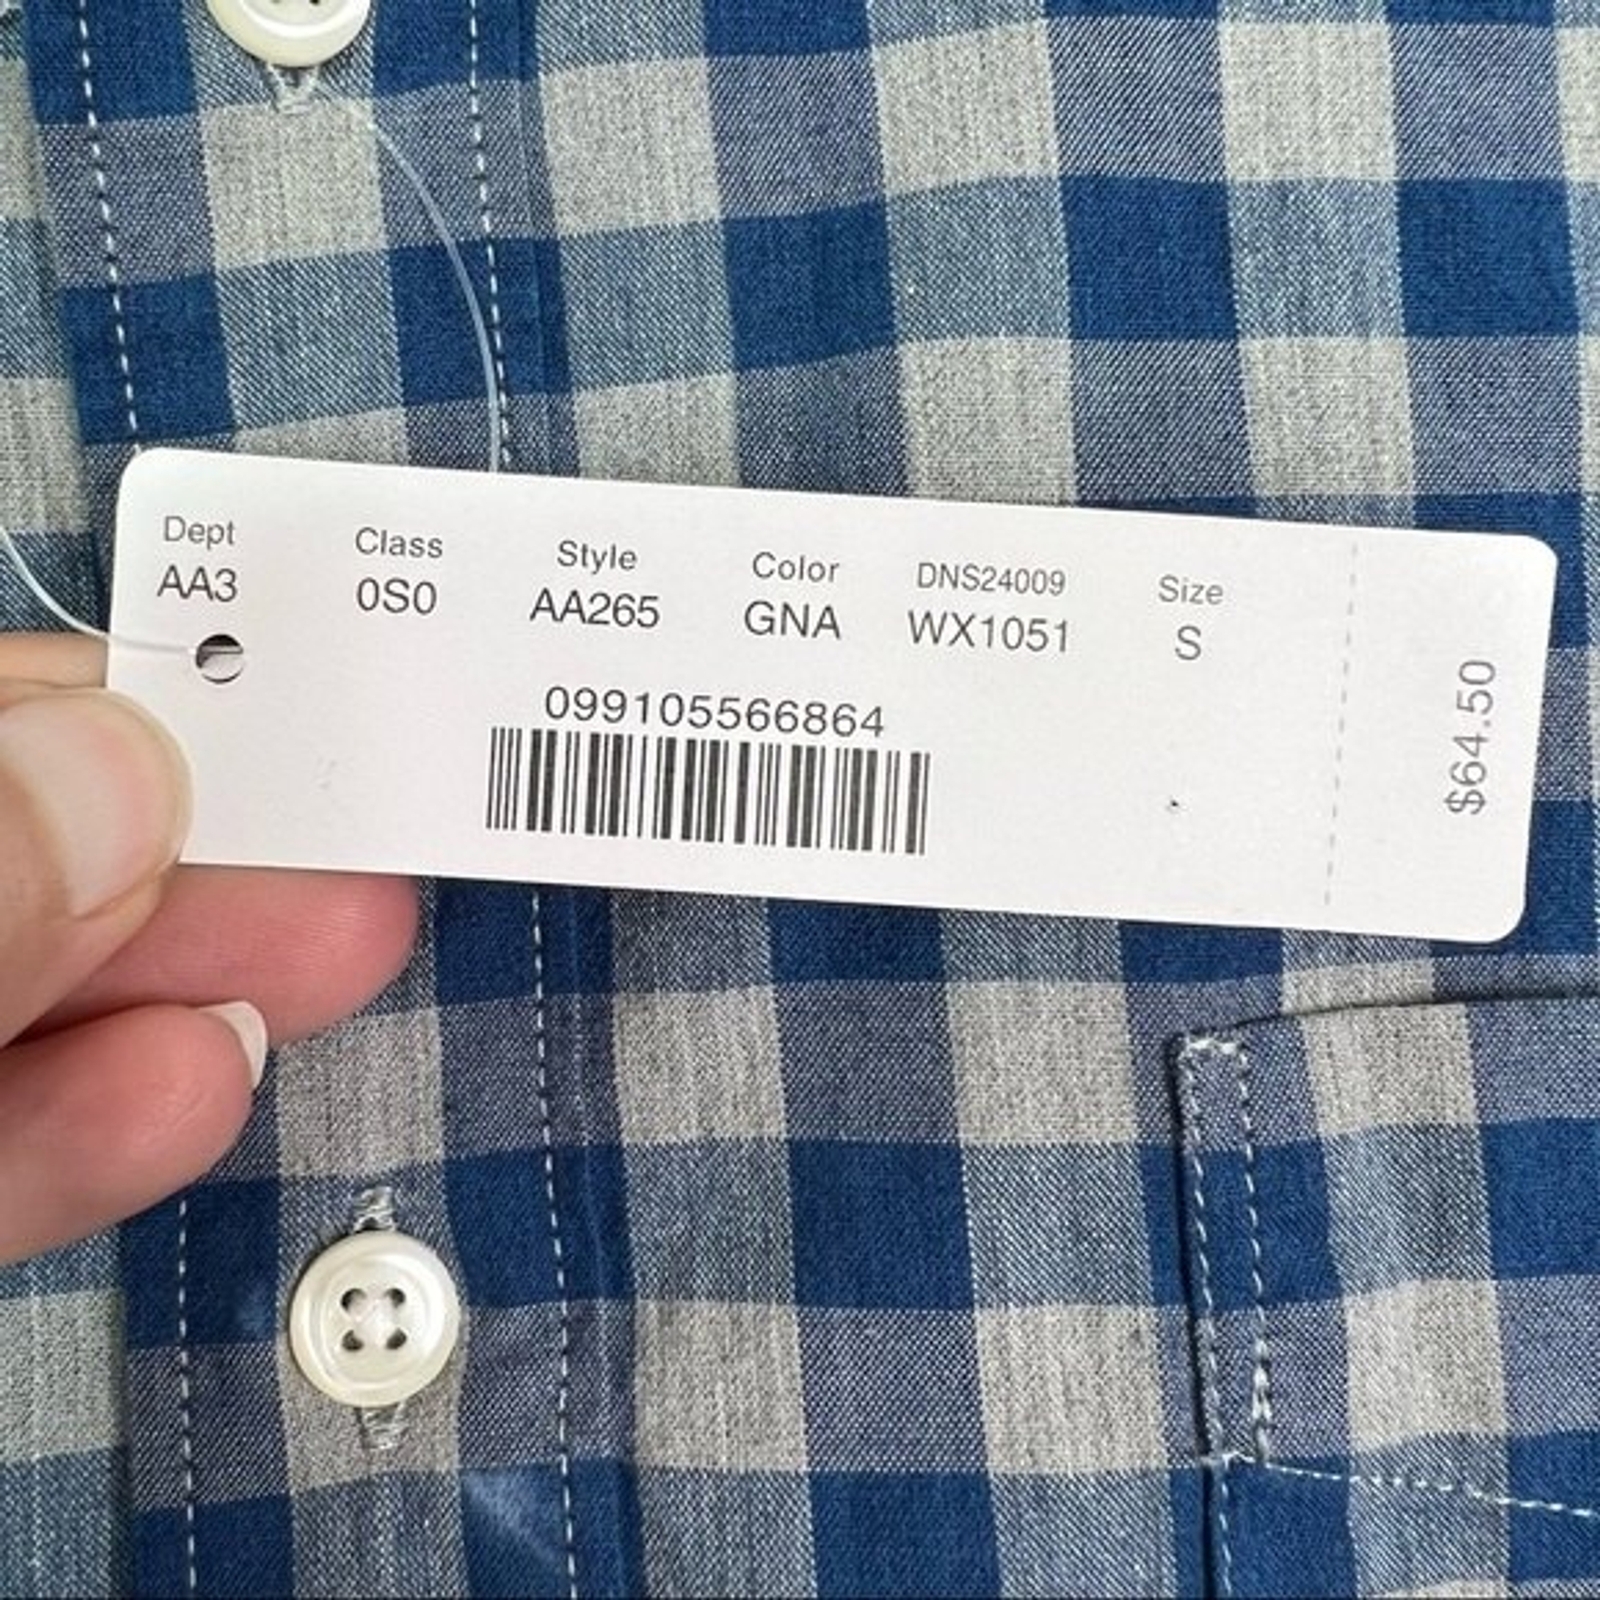 Dept Class Style Color DNS24009 Size
AA3 0S0 AA265 GNA WX1051 S
099105566864
$64.50